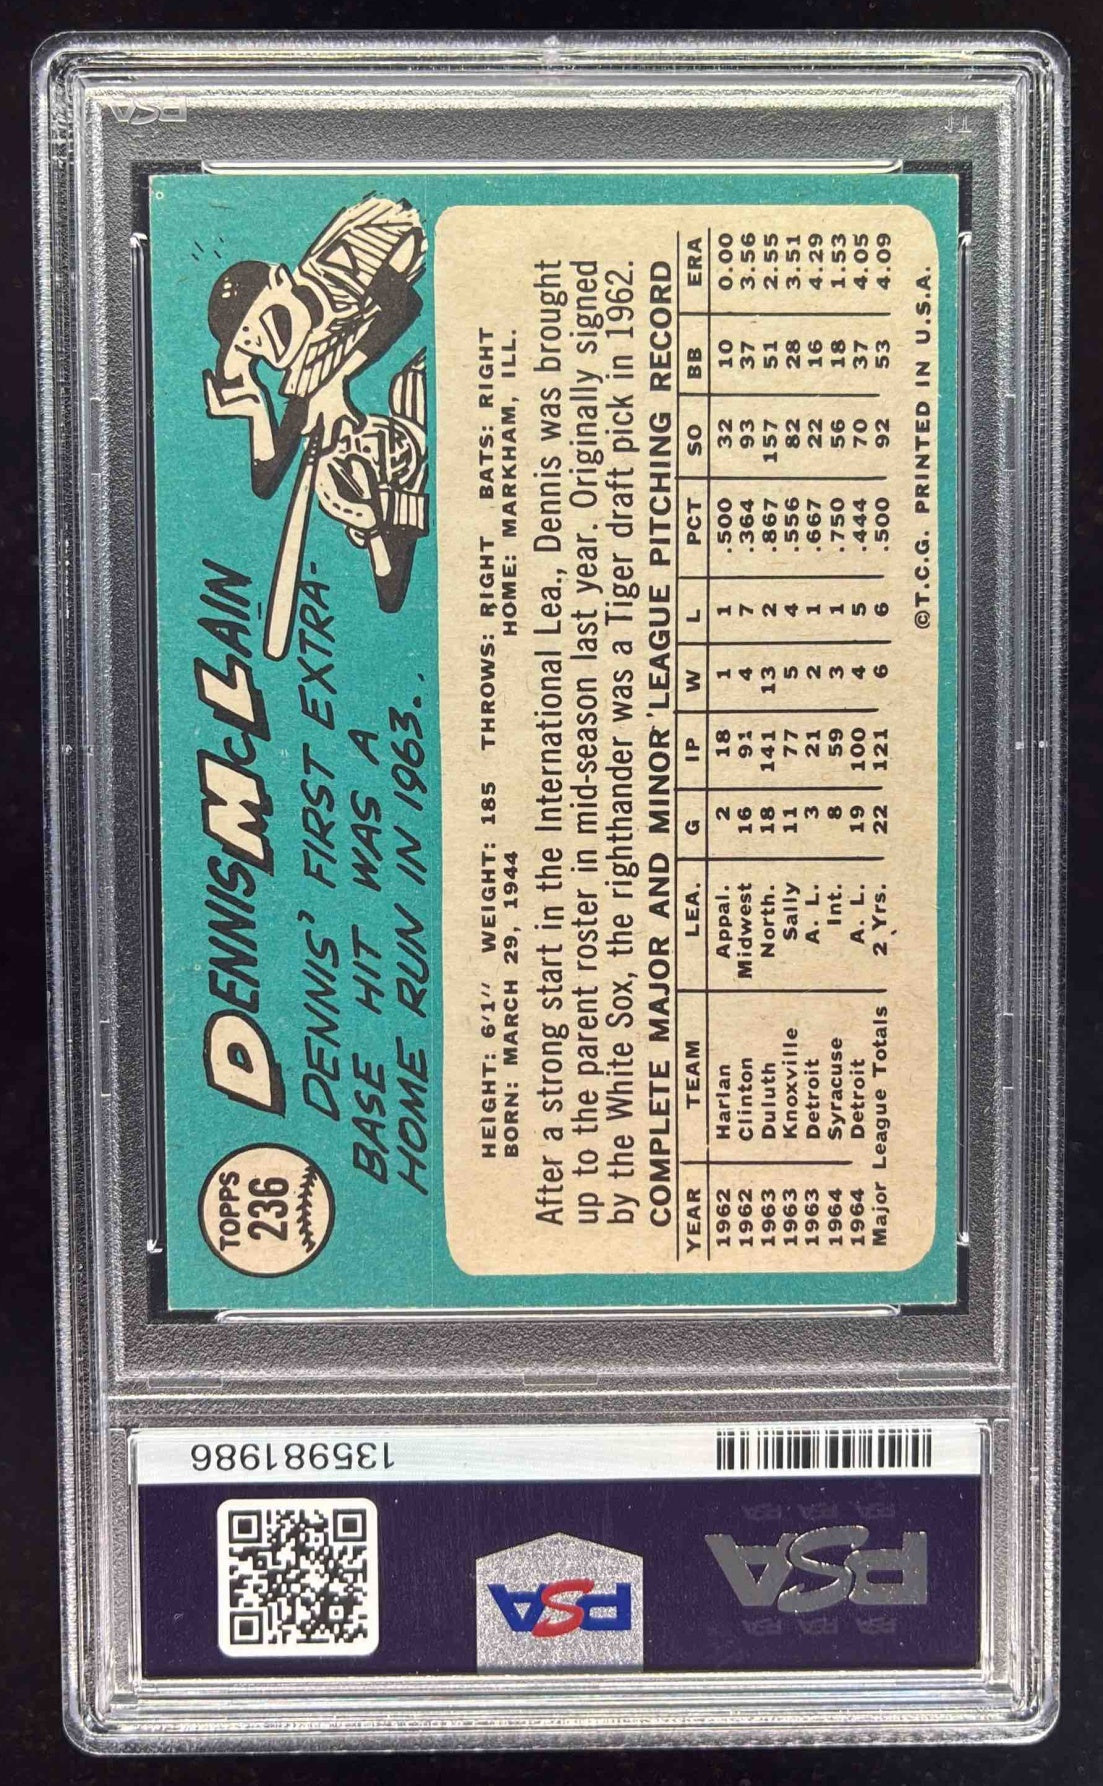 TOPPS
236
DENNIS McLAIN
DENNIS' FIRST EXTRA-
BASE HIT WAS A
HOME RUN IN 1963..
HEIGHT: 6'1" WEIGHT: 185 THROWS: RIGHT BATS: RIGHT
BORN: MARCH 29, 1944 HOME: MARKHAM, ILL.
After a strong start in the International Lea., Dennis was brought
up to the parent roster in mid-season last year. Originally signed
by the White Sox, the righthander was a Tiger draft pick in 1962.
COMPLETE MAJOR AND MINOR LEAGUE PITCHING RECORD
YEAR TEAM LEA. G IP W L PCT SO BB ERA
1962 Harlan Appal. 2 18 1 1 .500 32 10 0.00
1962 Clinton Midwest 16 91 4 7 .364 93 37 3.56
1963 Duluth North. 18 141 13 2 .867 157 51 2.55
1963 Knoxville Sally 11 77 5 4 .556 82 28 3.51
1963 Detroit A. L. 3 21 2 1 .667 22 16 4.29
1964 Syracuse Int. 8 59 3 1 .750 56 18 1.53
1964 Detroit A. L. 19 100 4 5 .444 70 37 4.05
Major League Totals 2 Yrs. 22 121 6 6 .500 92 53 4.09
©T.C.G. PRINTED IN U.S.A.
135981986
PSA
PSA
PSA